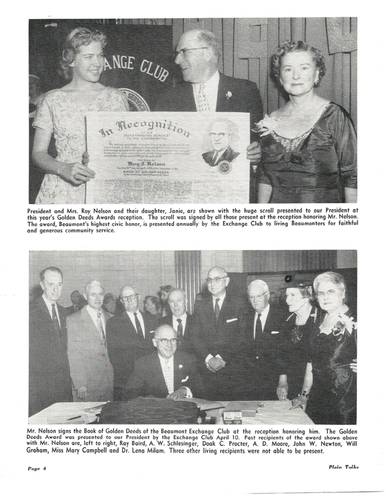 ANGE CLUB
In Recognition
Roy S. Nelson
President and Mrs. Roy Nelson and their daughter, Janie, are shown with the huge scroll presented to our President at
this year's Golden Deeds Awards reception. The scroll was signed by all those present at the reception honoring Mr. Nelson.
The award, Beaumont's highest civic honor, is presented annually by the Exchange Club to living Beaumonters for faithful
and generous community service.
Mr. Nelson signs the Book of Golden Deeds of the Beaumont Exchange Club at the reception honoring him. The Golden
Deeds Award was presented to our President by the Exchange Club April 10. Past recipients of the award shown above
with Mr. Nelson are, left to right, Ray Baird, A. W. Schlesinger, Doak C. Procter, A. D. Moore, John W. Newton, Will
Graham, Miss Mary Campbell and Dr. Lena Milam. Three other living recipients were not able to be present.
Page 4
Plain Talks